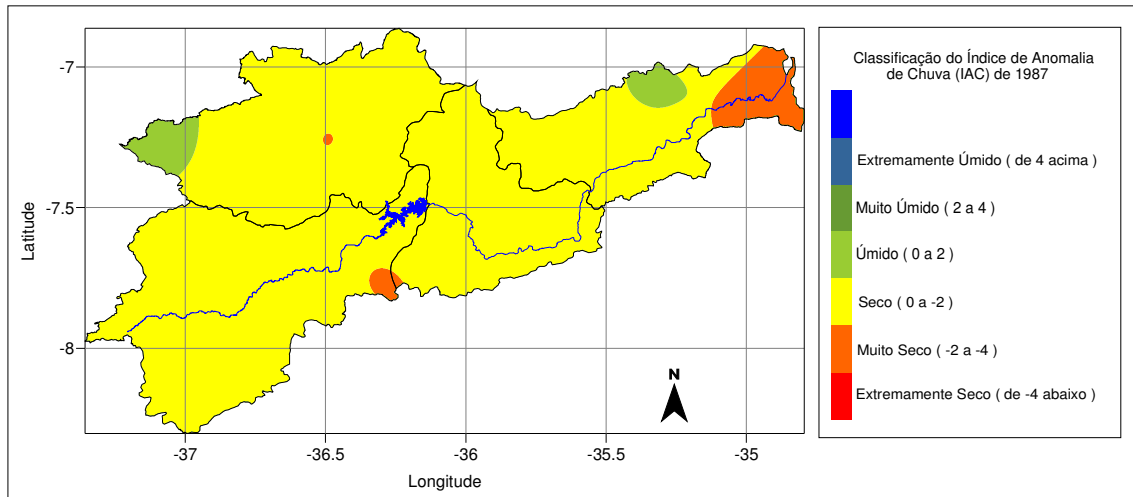 Classificação do Índice de Anomalia
de Chuva (IAC) de 1987
Extremamente Úmido ( de 4 acima )
Muito Úmido ( 2 a 4 )
Úmido ( 0 a 2 )
Seco ( 0 a -2 )
Muito Seco ( -2 a -4 )
Extremamente Seco ( de -4 abaixo )
Latitude
-7
-7.5
-8
N
-37
-36.5
-36
-35.5
-35
Longitude